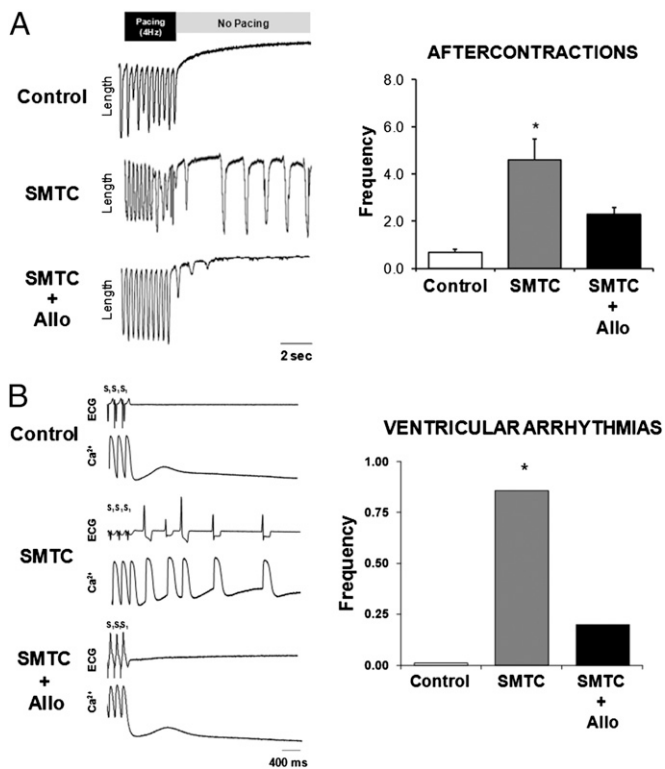 A
Pacing
(4Hz)
No Pacing
Control
Length
SMTC
Length
SMTC
+
Allo
Length
2 sec
AFTERCONTRACTIONS
Frequency
8.0
6.0
4.0
2.0
0.0
*
Control
SMTC
SMTC
+
Allo
B
Control
S₁S₁S₁
ECG
Ca²⁺
SMTC
S₁S₁S₁
ECG
Ca²⁺
SMTC
+
Allo
S₁S₁S₁
ECG
Ca²⁺
400 ms
VENTRICULAR ARRHYTHMIAS
Frequency
1.00
0.75
0.50
0.25
0.00
*
Control
SMTC
SMTC
+
Allo